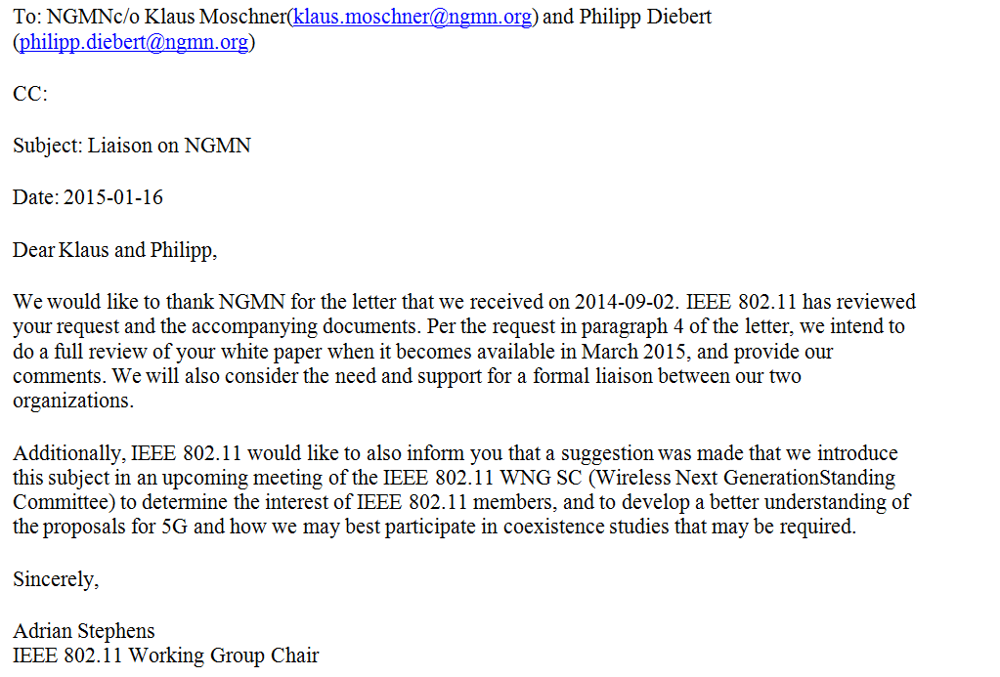 To: NGMNc/o Klaus Moschner(klaus.moschner@ngmn.org) and Philipp Diebert
(philipp.diebert@ngmn.org)
CC:
Subject: Liaison on NGMN
Date: 2015-01-16
Dear Klaus and Philipp,
We would like to thank NGMN for the letter that we received on 2014-09-02. IEEE 802.11 has reviewed
your request and the accompanying documents. Per the request in paragraph 4 of the letter, we intend to
do a full review of your white paper when it becomes available in March 2015, and provide our
comments. We will also consider the need and support for a formal liaison between our two
organizations.
Additionally, IEEE 802.11 would like to also inform you that a suggestion was made that we introduce
this subject in an upcoming meeting of the IEEE 802.11 WNG SC (Wireless Next GenerationStanding
Committee) to determine the interest of IEEE 802.11 members, and to develop a better understanding of
the proposals for 5G and how we may best participate in coexistence studies that may be required.
Sincerely,
Adrian Stephens
IEEE 802.11 Working Group Chair